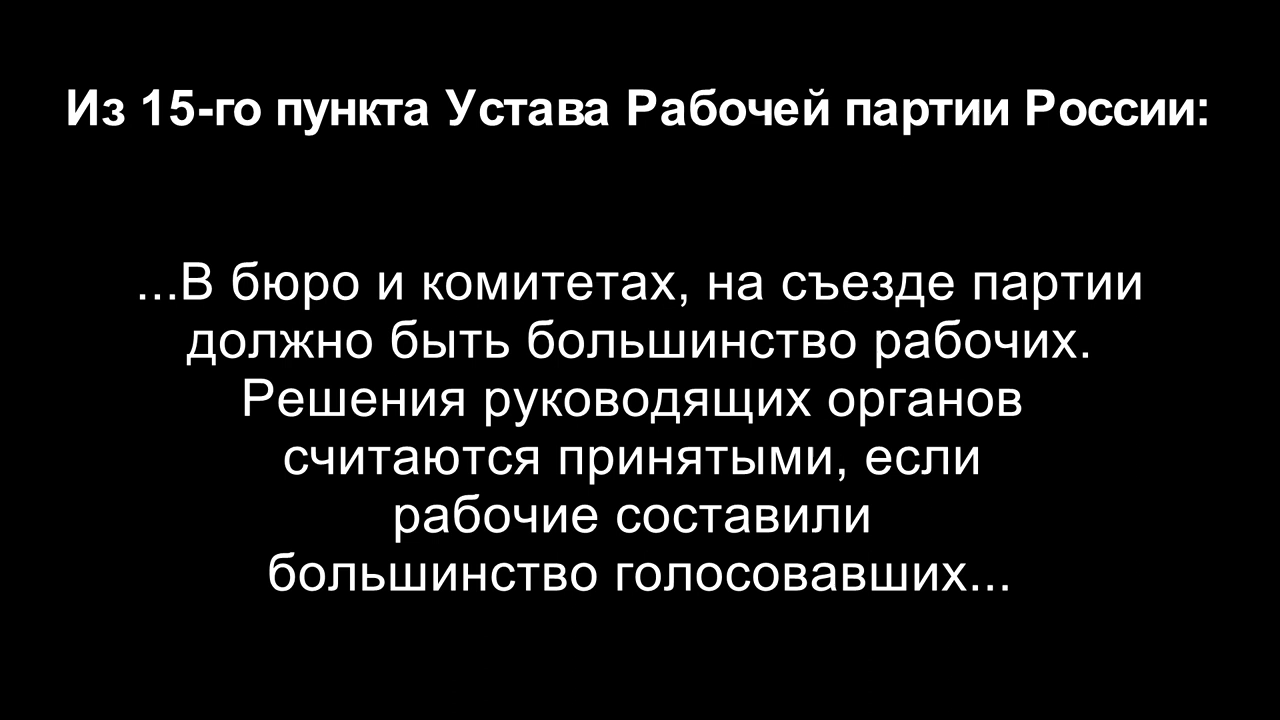 Из 15-го пункта Устава Рабочей партии России:
...В бюро и комитетах, на съезде партии
должно быть большинство рабочих.
Решения руководящих органов
считаются принятыми, если
рабочие составили
большинство голосовавших...